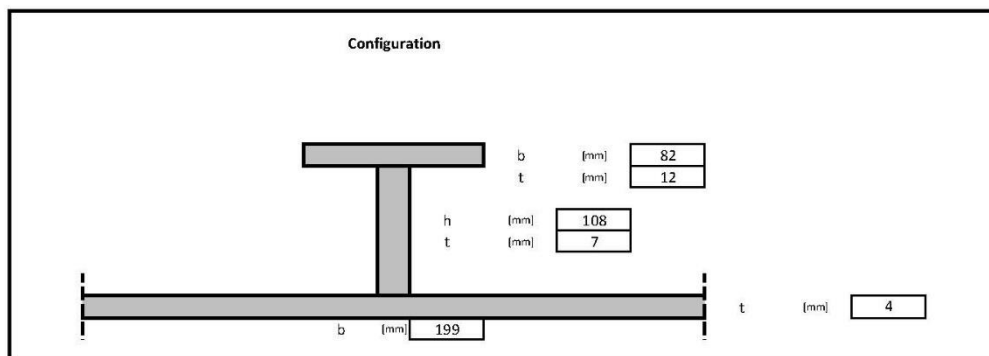 Configuration
b [mm] 82
t [mm] 12
h [mm] 108
t [mm] 7
t [mm] 4
b [mm] 199